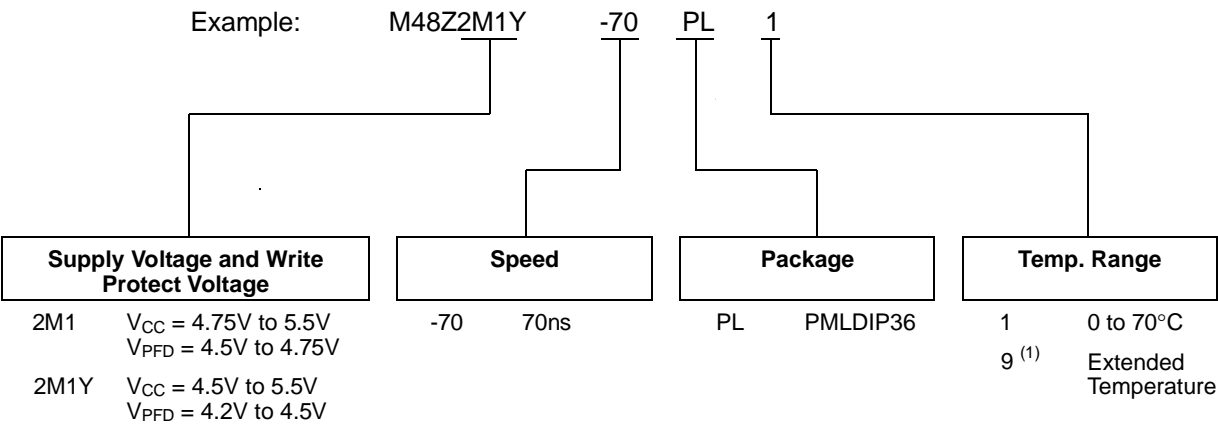 Example: M48Z2M1Y -70 PL 1
Supply Voltage and Write
Protect Voltage
Speed
Package
Temp. Range
2M1 VCC = 4.75V to 5.5V
VPFD = 4.5V to 4.75V
2M1Y VCC = 4.5V to 5.5V
VPFD = 4.2V to 4.5V
-70 70ns
PL PMLDIP36
1 0 to 70°C
9 (1) Extended
Temperature